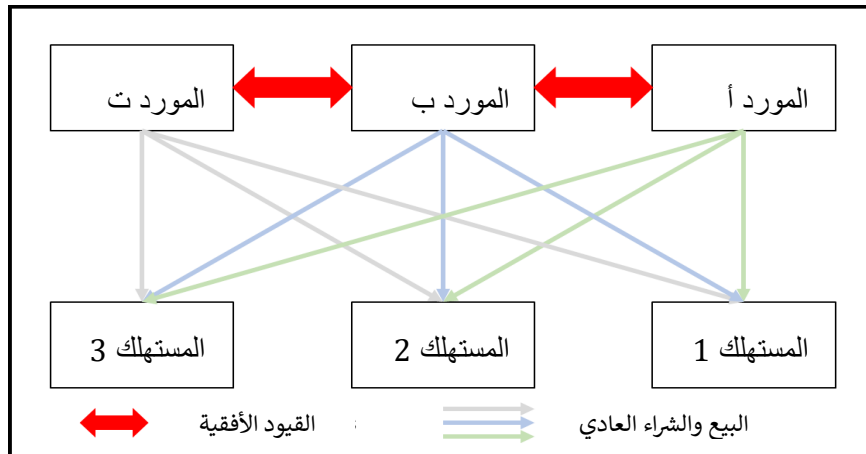 المورد أ
المورد ب
المورد ت
المستهلك 1
المستهلك 2
المستهلك 3
البيع والشراء العادي
القيود الأفقية